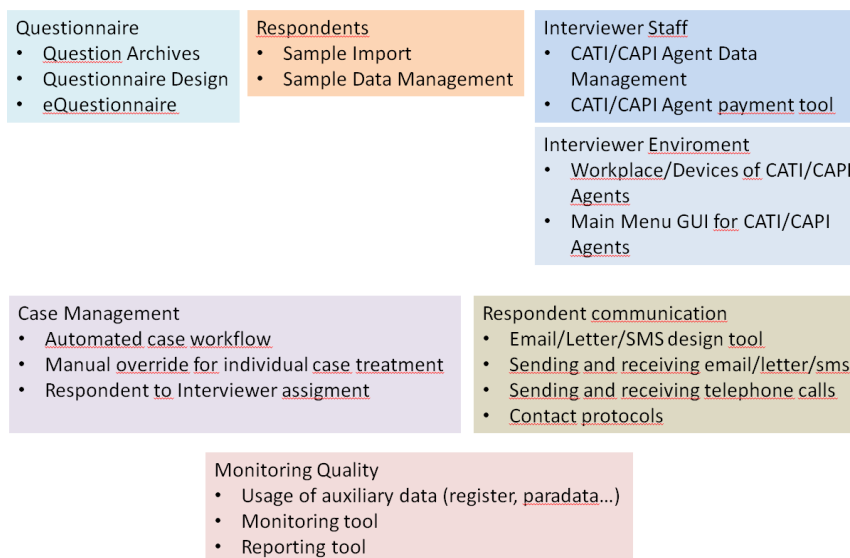 Questionnaire
• Question Archives
• Questionnaire Design
• eQuestionnaire
Respondents
• Sample Import
• Sample Data Management
Interviewer Staff
• CATI/CAPI Agent Data
Management
• CATI/CAPI Agent payment tool
Interviewer Enviroment
• Workplace/Devices of CATI/CAPI
Agents
• Main Menu GUI for CATI/CAPI
Agents
Case Management
• Automated case workflow
• Manual override for individual case treatment
• Respondent to Interviewer assigment
Respondent communication
• Email/Letter/SMS design tool
• Sending and receiving email/letter/sms
• Sending and receiving telephone calls
• Contact protocols
Monitoring Quality
• Usage of auxiliary data (register, paradata...)
• Monitoring tool
• Reporting tool